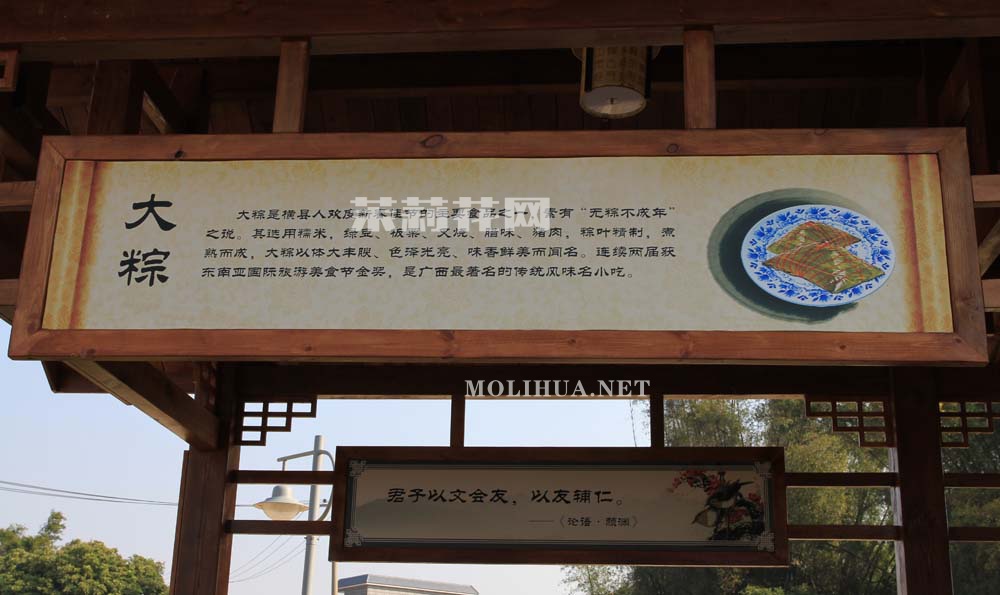 大粽
大粽是横县人欢度新春佳节的主要食品之一，素有“无粽不成年”
之说。其选用糯米，绿豆、板栗、叉烧、腊味、豬肉，粽叶精制，煮
熟而成，大粽以体大丰腴、色泽光亮、味香鲜美而闻名。连续两届获
东南亚国际旅游美食节金奖，是广西最著名的传统风味名小吃。
茉莉花网
MOLIHUA.NET
君子以文会友，以友辅仁。
——《论语·颜渊》